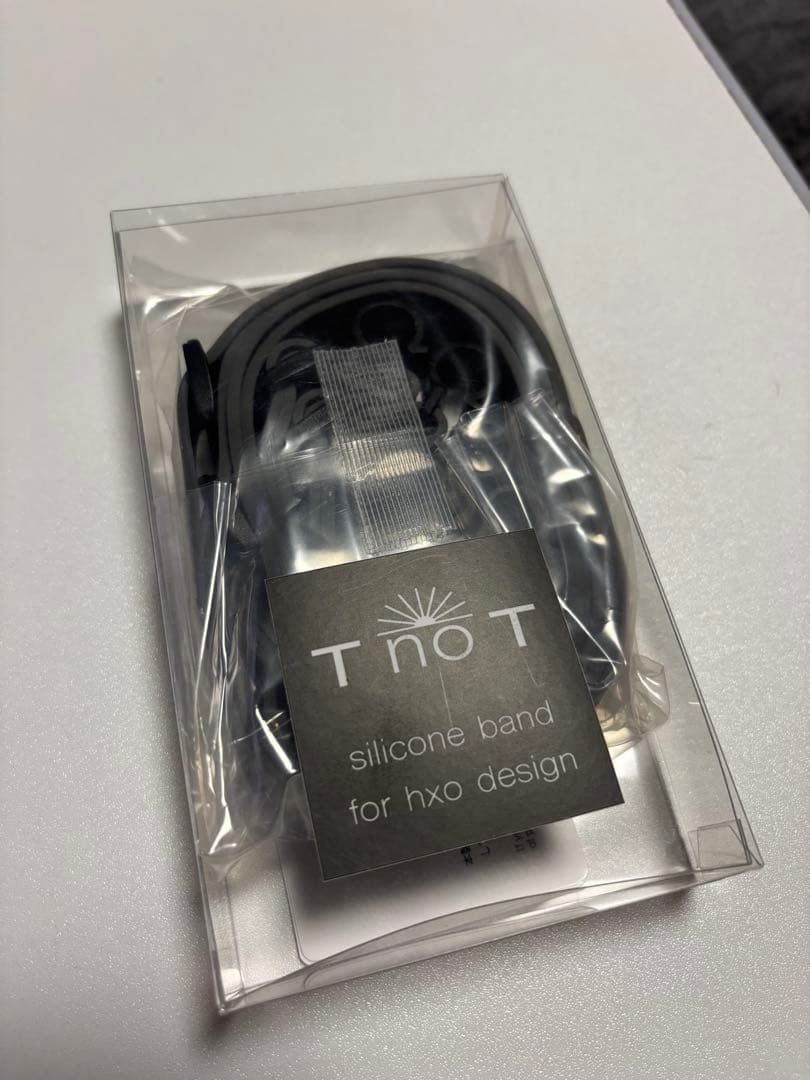 T no T
silicone band
for hxo design